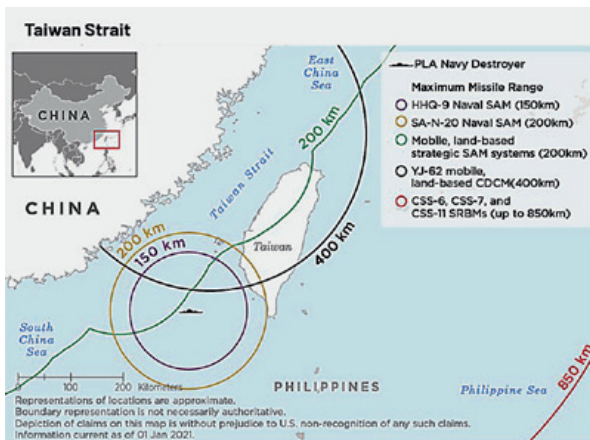 Taiwan Strait
CHINA
East
China
Sea
PLA Navy Destroyer
Maximum Missile Range
HHQ-9 Naval SAM (150km)
SA-N-20 Naval SAM (200km)
Mobile, land-based
strategic SAM systems (200km)
YJ-62 mobile,
land-based CDCM(400km)
CSS-6, CSS-7, and
CSS-11 SRBMs (up to 850km)
200 km
Taiwan Strait
CHINA
Taiwan
400 km
200 km
150 km
South
China
Sea
0 200 Kilometers
PHILIPPINES
Philippine Sea
850 km
Representations of locations are approximate.
Boundary representation is not necessarily authoritative.
Depiction of claims on this map is without prejudice to U.S. non-recognition of any such claims.
Information current as of 01 Jan 2021.